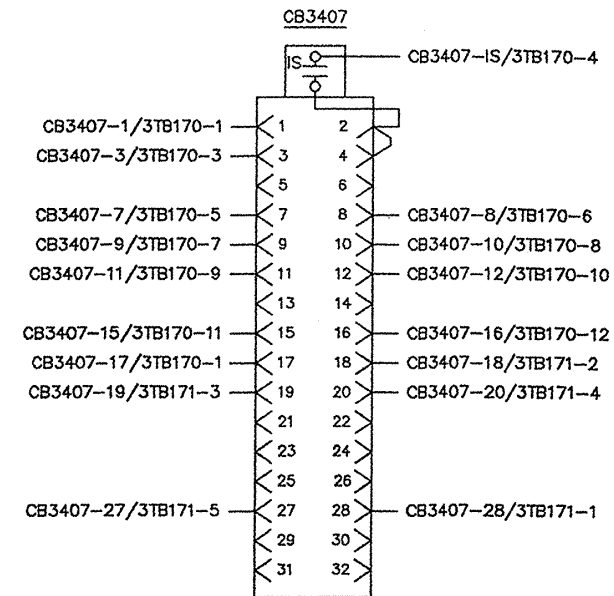 CB3407
IS
CB3407-IS/3TB170-4
CB3407-1/3TB170-1 1 2
CB3407-3/3TB170-3 3 4
5 6
CB3407-7/3TB170-5 7 8 CB3407-8/3TB170-6
CB3407-9/3TB170-7 9 10 CB3407-10/3TB170-8
CB3407-11/3TB170-9 11 12 CB3407-12/3TB170-10
13 14
CB3407-15/3TB170-11 15 16 CB3407-16/3TB170-12
CB3407-17/3TB170-1 17 18 CB3407-18/3TB171-2
CB3407-19/3TB171-3 19 20 CB3407-20/3TB171-4
21 22
23 24
25 26
CB3407-27/3TB171-5 27 28 CB3407-28/3TB171-1
29 30
31 32